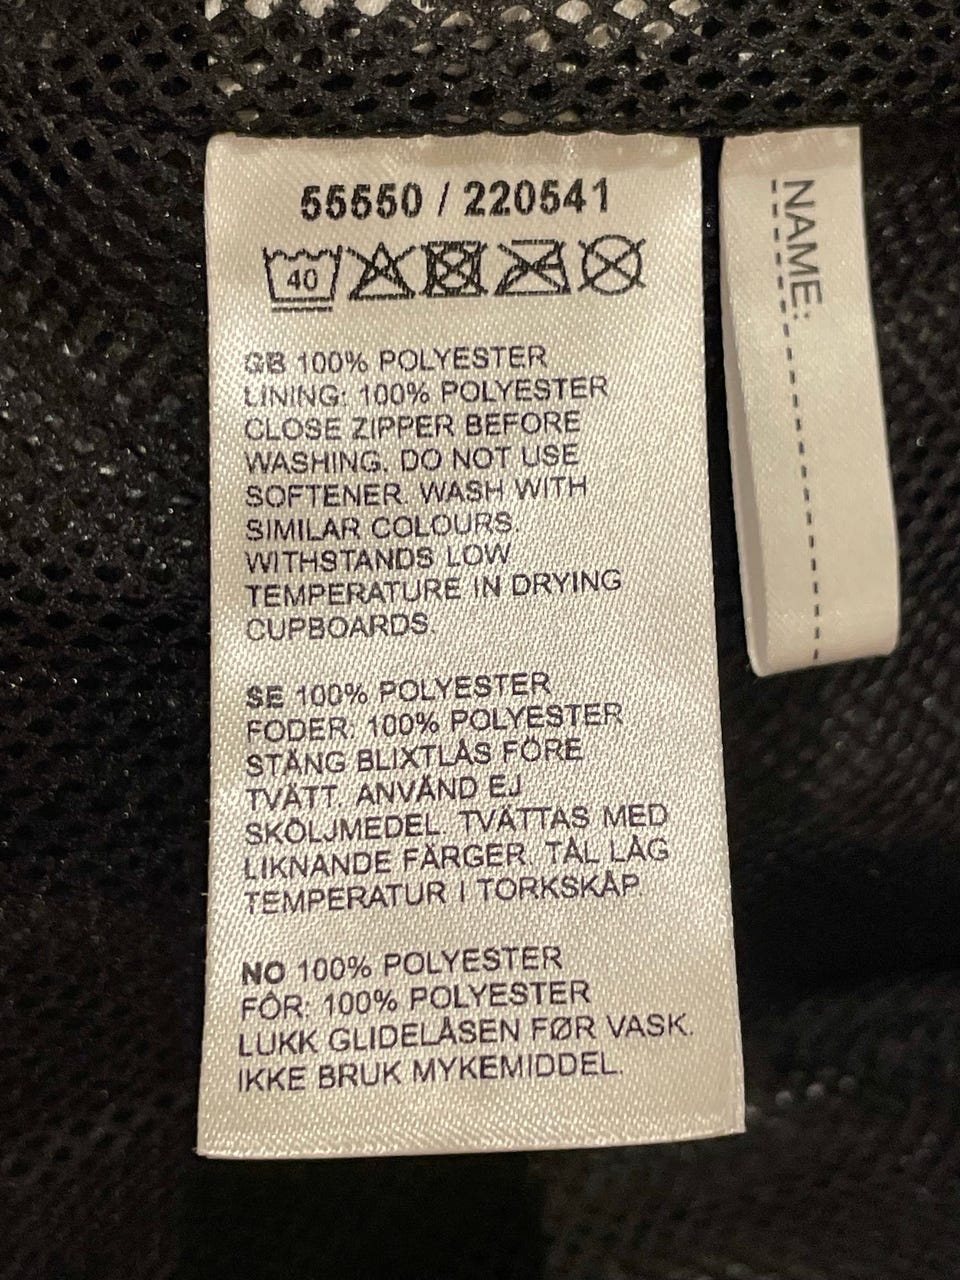 55550 / 220541
40
GB 100% POLYESTER
LINING: 100% POLYESTER
CLOSE ZIPPER BEFORE
WASHING. DO NOT USE
SOFTENER. WASH WITH
SIMILAR COLOURS.
WITHSTANDS LOW
TEMPERATURE IN DRYING
CUPBOARDS.
SE 100% POLYESTER
FODER: 100% POLYESTER
STÄNG BLIXTLÅS FÖRE
TVÄTT. ANVÄND EJ
SKÖLJMEDEL. TVÄTTAS MED
LIKNANDE FÄRGER. TÅL LÅG
TEMPERATUR I TORKSKÅP.
NO 100% POLYESTER
FÔR: 100% POLYESTER
LUKK GLIDELÅSEN FØR VASK.
IKKE BRUK MYKEMIDDEL.
NAME: